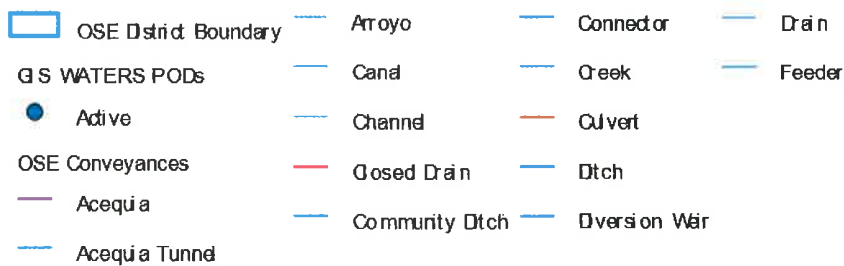 OSE District Boundary
GIS WATERS PODs
Active
OSE Conveyances
Acequia
Acequia Tunnel
Arroyo
Canal
Channel
Closed Drain
Community Ditch
Connector
Creek
Culvert
Ditch
Diversion Weir
Drain
Feeder